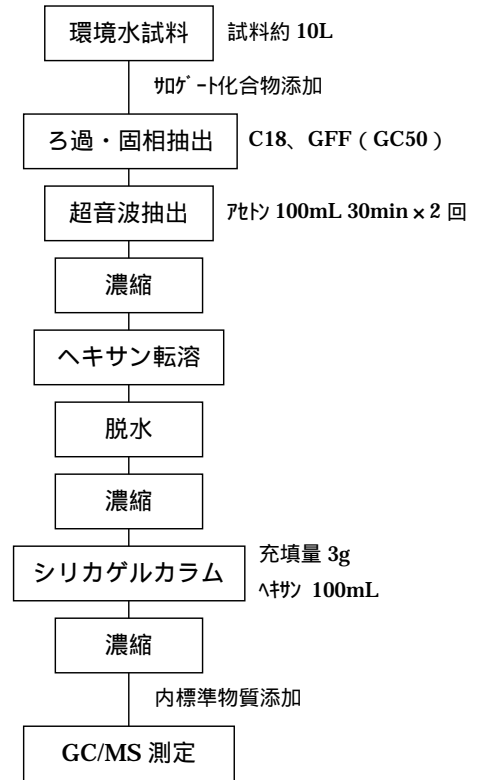 環境水試料 試料約 10L
ｻﾛｹﾞｰﾄ化合物添加
ろ過・固相抽出 C18、GFF（GC50）
超音波抽出 ｱｾﾄﾝ 100mL 30min×2 回
濃縮
ヘキサン転溶
脱水
濃縮
充填量 3g
シリカゲルカラム
ﾍｷｻﾝ 100mL
濃縮
内標準物質添加
GC/MS 測定